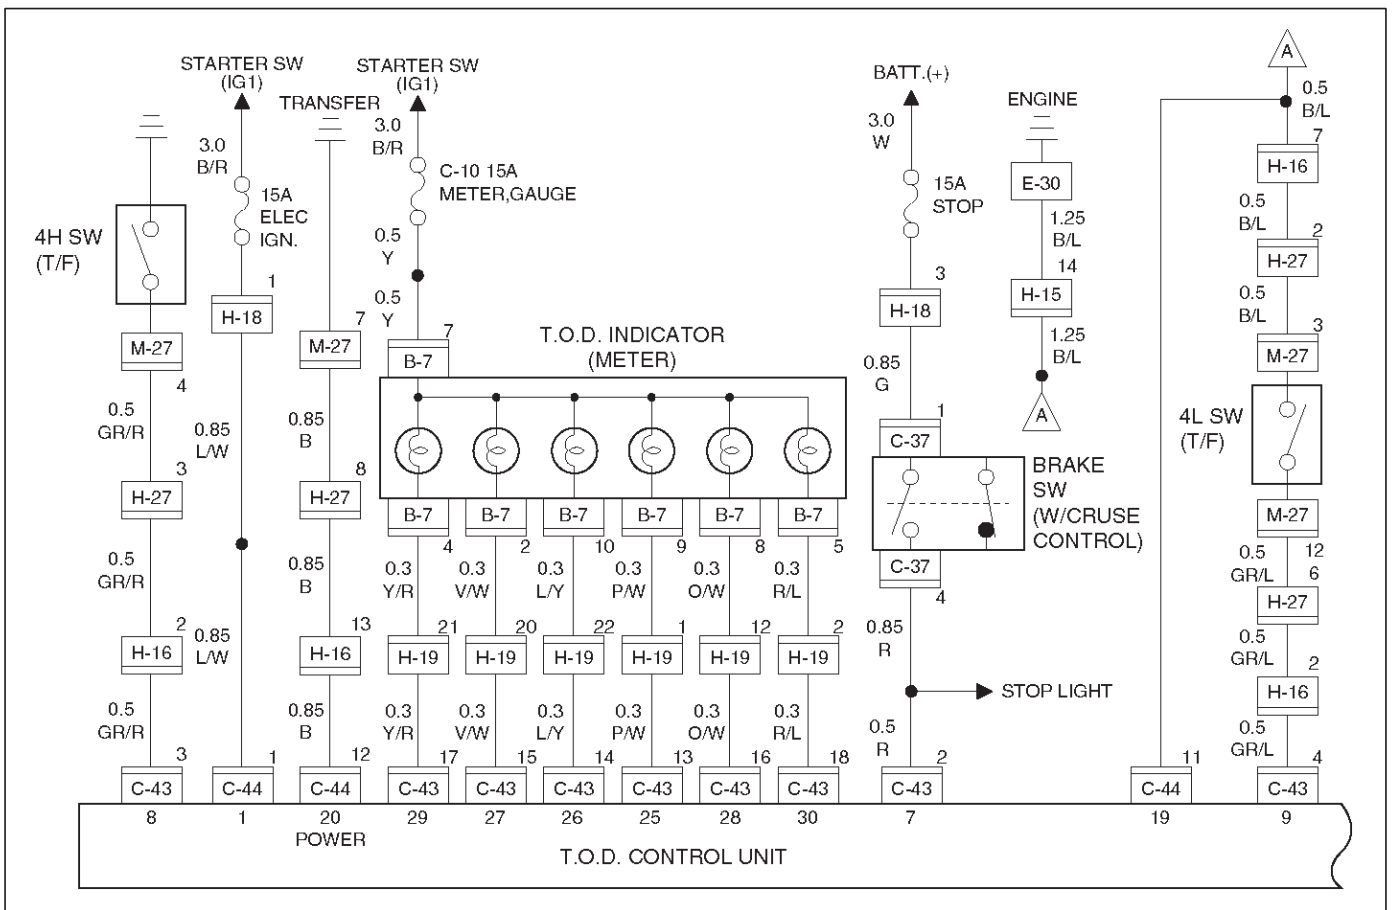 STARTER SW
(IG1)
STARTER SW
(IG1)
BATT.(+)
A
TRANSFER
ENGINE
0.5
B/L
3.0
B/R
3.0
B/R
3.0
W
7
H-16
15A
ELEC
IGN.
C-10 15A
METER,GAUGE
15A
STOP
E-30
4H SW
(T/F)
0.5
Y
1.25
B/L
0.5
B/L
2
H-27
1
H-18
0.5
Y
3
H-18
14
H-15
0.5
B/L
7
M-27
M-27
4
7
B-7
T.O.D. INDICATOR
(METER)
1.25
B/L
3
M-27
0.85
G
A
4L SW
(T/F)
0.5
GR/R
0.85
L/W
0.85
B
1
C-37
BRAKE
SW
(W/CRUSE
CONTROL)
3
H-27
8
H-27
B-7
4
B-7
2
B-7
10
B-7
9
B-7
8
B-7
5
C-37
4
M-27
12
0.5
GR/R
0.85
B
0.3
Y/R
0.3
V/W
0.3
L/Y
0.3
P/W
0.3
O/W
0.3
R/L
0.5
GR/L
6
H-27
2
H-16
0.85
L/W
13
H-16
21
H-19
20
H-19
22
H-19
1
H-19
12
H-19
2
H-19
0.85
R
0.5
GR/L
2
H-16
STOP LIGHT
0.5
GR/R
0.85
B
0.3
Y/R
0.3
V/W
0.3
L/Y
0.3
P/W
0.3
O/W
0.3
R/L
0.5
R
0.5
GR/L
3
C-43
1
C-44
12
C-44
17
C-43
15
C-43
14
C-43
13
C-43
16
C-43
18
C-43
2
C-43
11
C-44
4
C-43
8 1 20 29 27 26 25 28 30 7 19 9
POWER
T.O.D. CONTROL UNIT